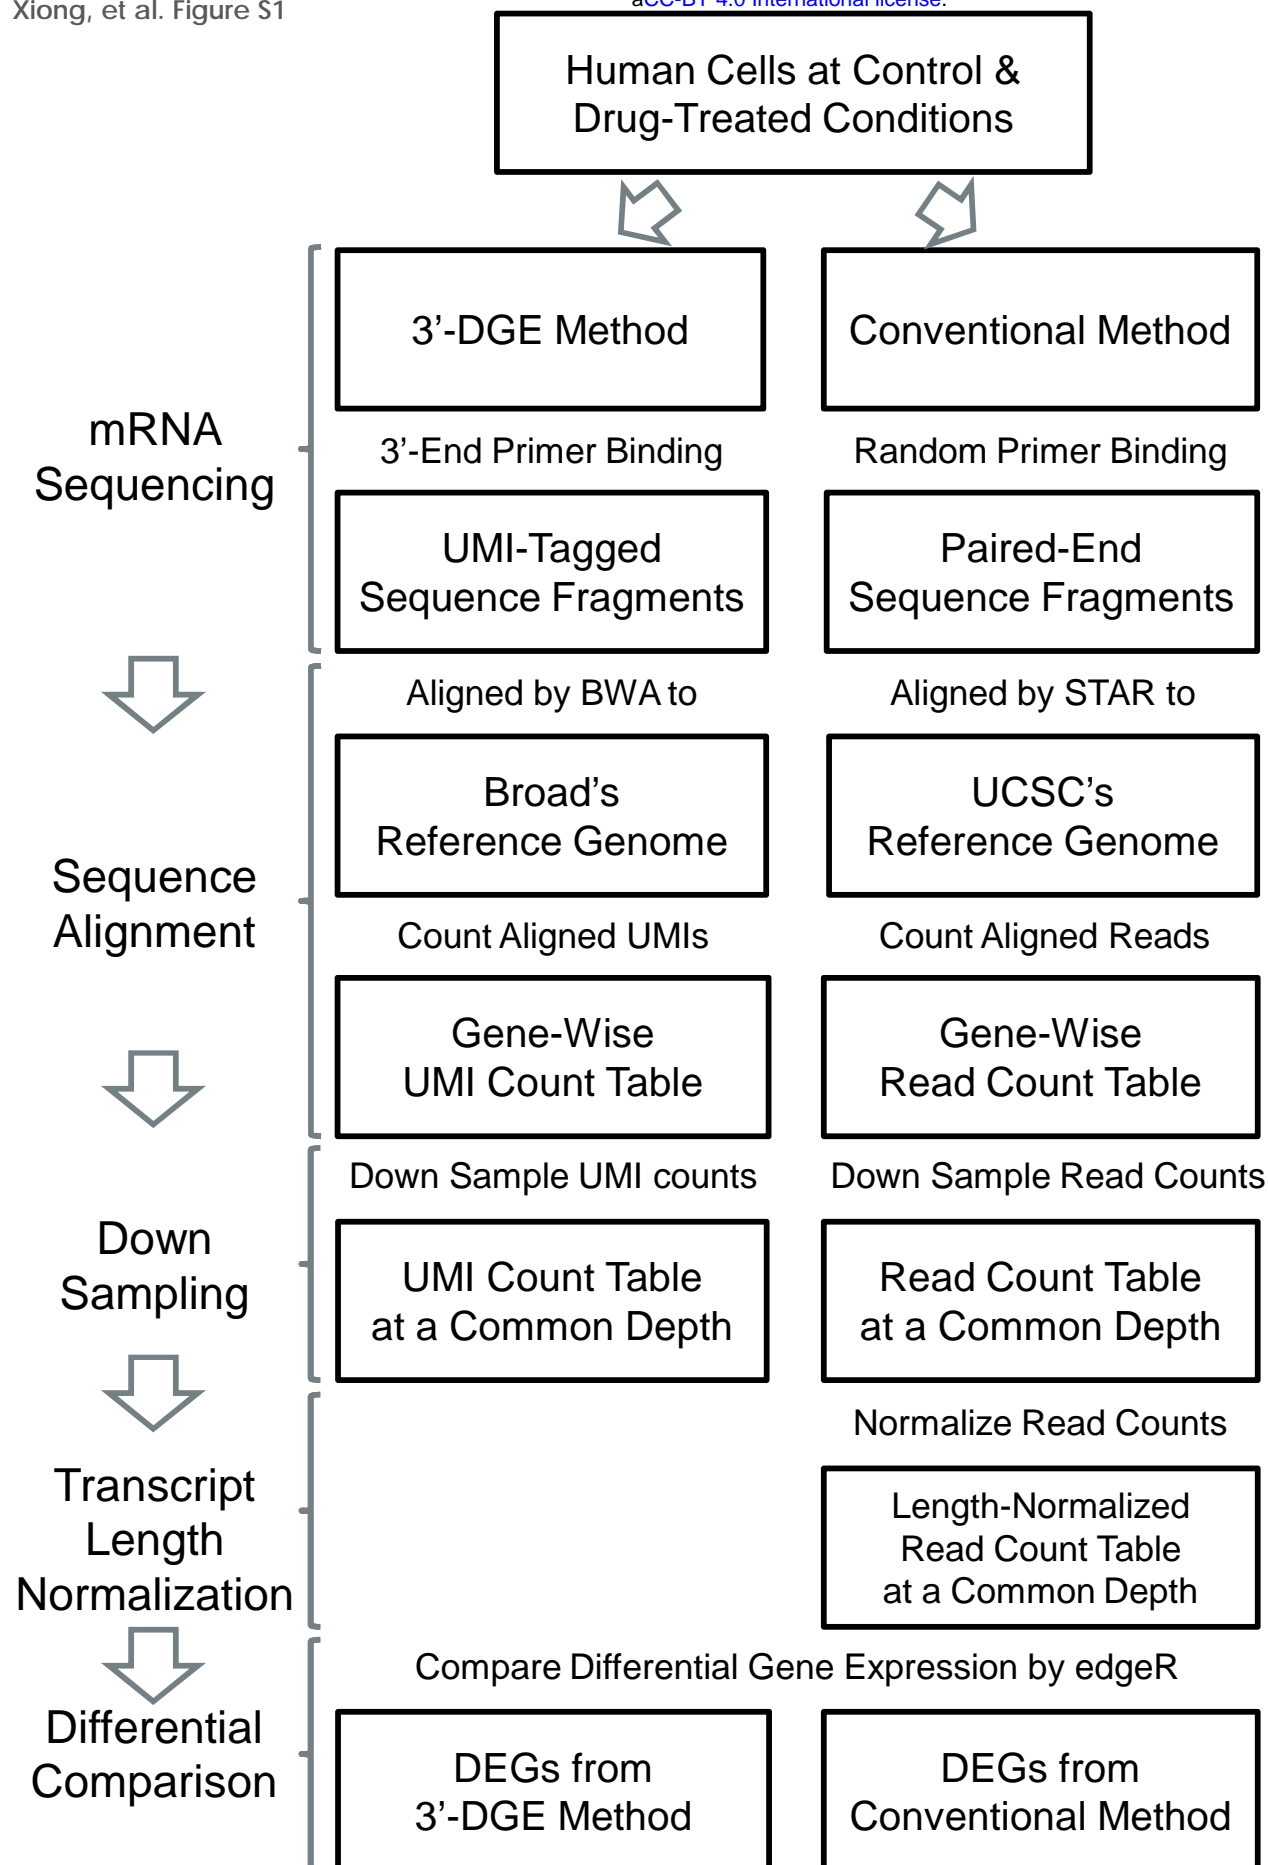 Xiong, et al. Figure S1
aCC-BY 4.0 International license.
Human Cells at Control &
Drug-Treated Conditions
3’-DGE Method
Conventional Method
mRNA
Sequencing
3’-End Primer Binding
Random Primer Binding
UMI-Tagged
Sequence Fragments
Paired-End
Sequence Fragments
Aligned by BWA to
Aligned by STAR to
Sequence
Alignment
Broad’s
Reference Genome
UCSC’s
Reference Genome
Count Aligned UMIs
Count Aligned Reads
Gene-Wise
UMI Count Table
Gene-Wise
Read Count Table
Down Sample UMI counts
Down Sample Read Counts
Down
Sampling
UMI Count Table
at a Common Depth
Read Count Table
at a Common Depth
Normalize Read Counts
Transcript
Length
Normalization
Length-Normalized
Read Count Table
at a Common Depth
Compare Differential Gene Expression by edgeR
Differential
Comparison
DEGs from
3’-DGE Method
DEGs from
Conventional Method